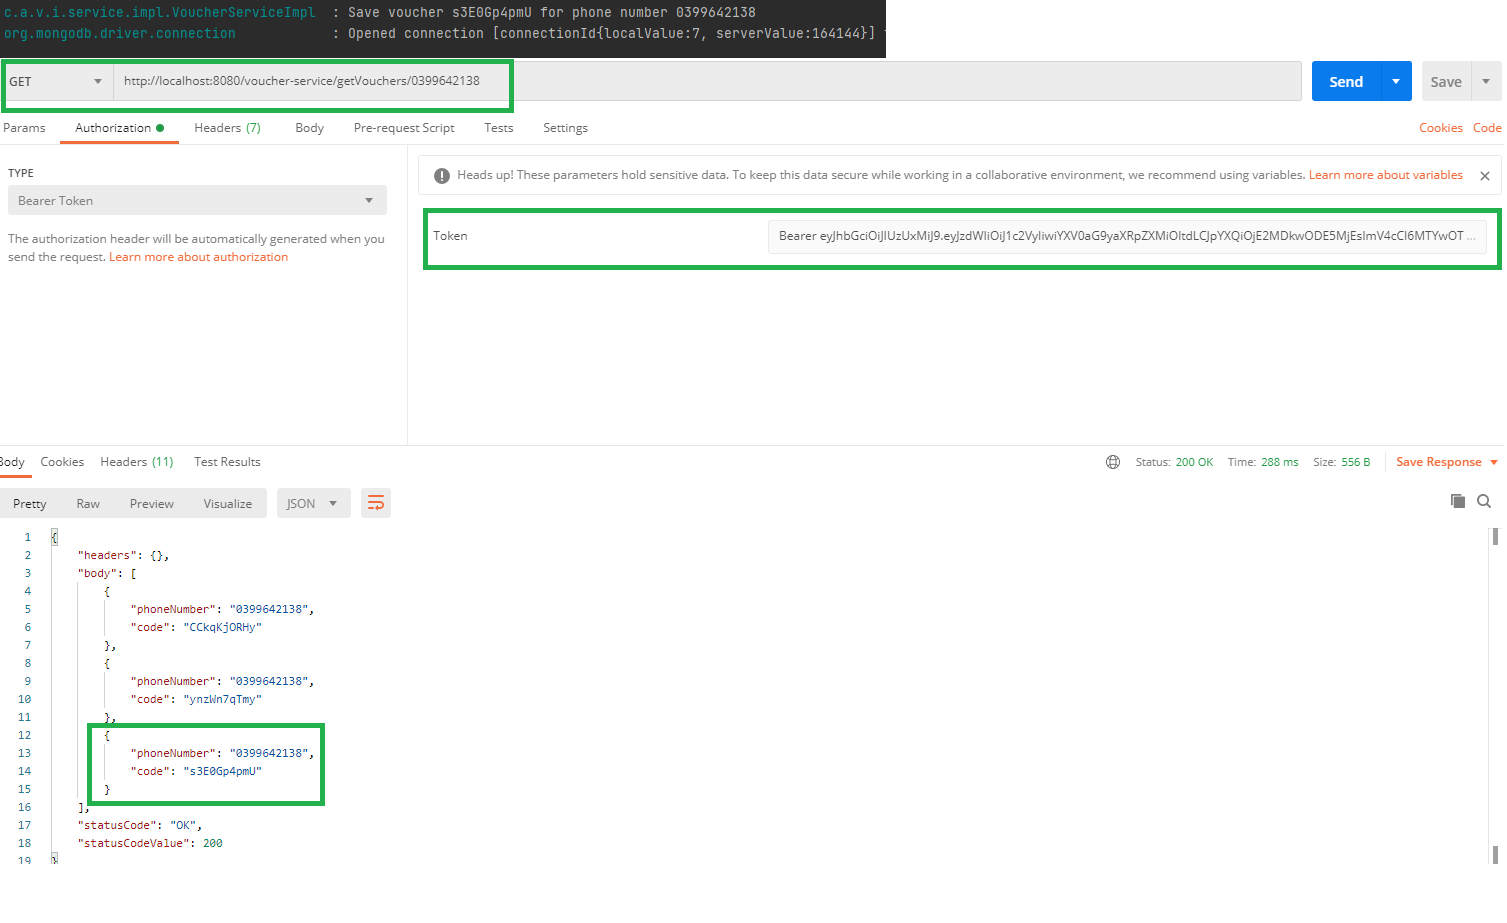 c.a.v.i.service.impl.VoucherServiceImpl : Save voucher s3E0Gp4pmU for phone number 0399642138
org.mongodb.driver.connection : Opened connection [connectionId{localValue:7, serverValue:164144}]
GET http://localhost:8080/voucher-service/getVouchers/0399642138 Send Save
Params Authorization Headers (7) Body Pre-request Script Tests Settings Cookies Code
TYPE
Bearer Token
The authorization header will be automatically generated when you
send the request. Learn more about authorization
Heads up! These parameters hold sensitive data. To keep this data secure while working in a collaborative environment, we recommend using variables. Learn more about variables
Token Bearer eyJhbGciOiJIUzUxMiJ9.eyJzdWIiOiJ1c2VyIiwiYXV0aG9yaXRpZXMiOltdLCJpYXQiOjE2MDkwODE5MjEsImV4cCI6MTYwOT ...
Body Cookies Headers (11) Test Results Status: 200 OK Time: 288 ms Size: 556 B Save Response
Pretty Raw Preview Visualize JSON
1 {
2 "headers": {},
3 "body": [
4 {
5 "phoneNumber": "0399642138",
6 "code": "CCkqKjORHy"
7 },
8 {
9 "phoneNumber": "0399642138",
10 "code": "ynzWn7qTmy"
11 },
12 {
13 "phoneNumber": "0399642138",
14 "code": "s3E0Gp4pmU"
15 }
16 ],
17 "statusCode": "OK",
18 "statusCodeValue": 200
19 }